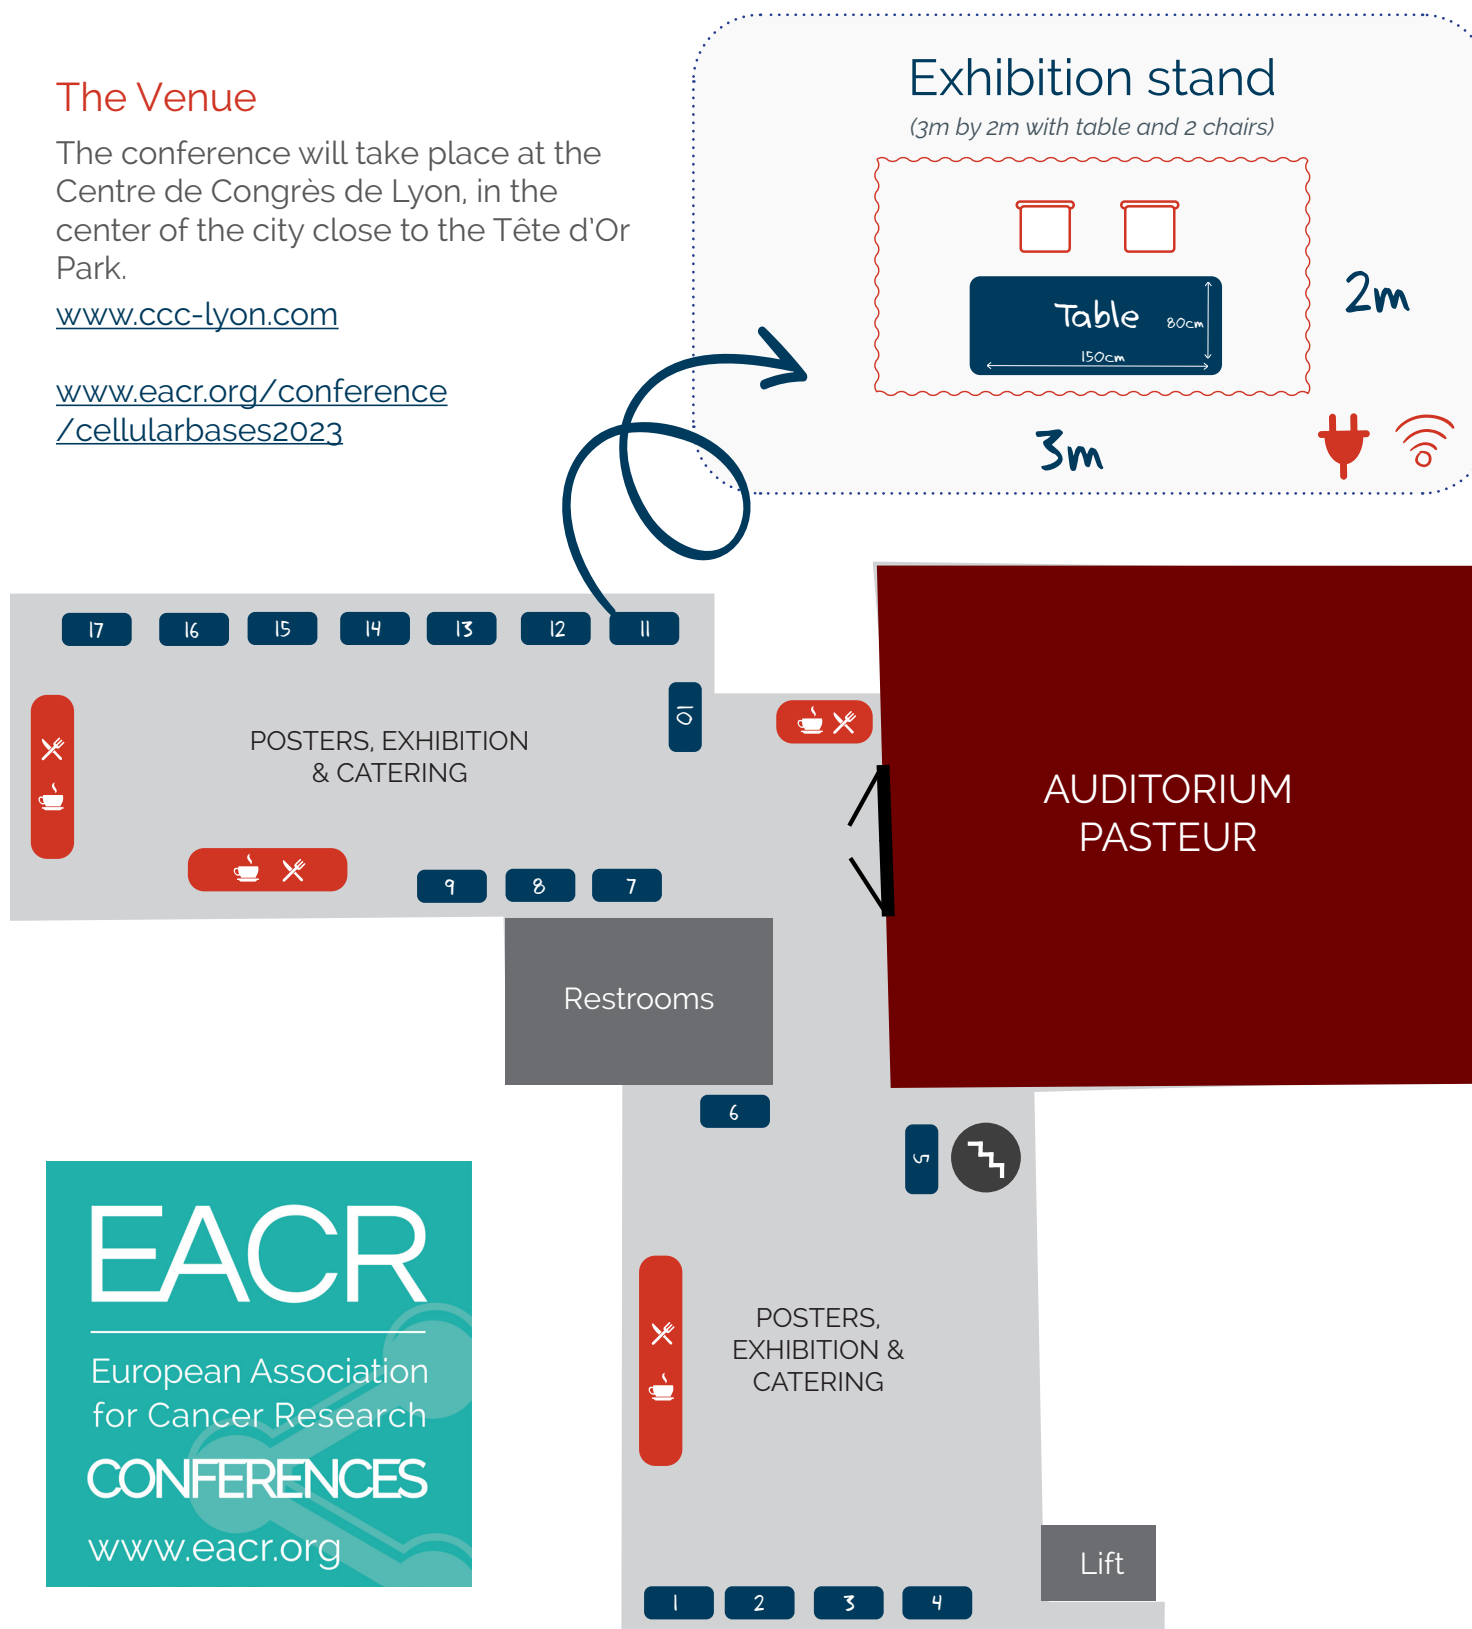 The Venue
The conference will take place at the
Centre de Congrès de Lyon, in the
center of the city close to the Tête d'Or
Park.
www.ccc-lyon.com
www.eacr.org/conference
/cellularbases2023
Exhibition stand
(3m by 2m with table and 2 chairs)
Table
80cm
150cm
2m
3m
17 16 15 14 13 12 11
10
POSTERS, EXHIBITION
& CATERING
9 8 7
AUDITORIUM
PASTEUR
Restrooms
6
5
POSTERS,
EXHIBITION &
CATERING
Lift
1 2 3 4
EACR
European Association
for Cancer Research
CONFERENCES
www.eacr.org